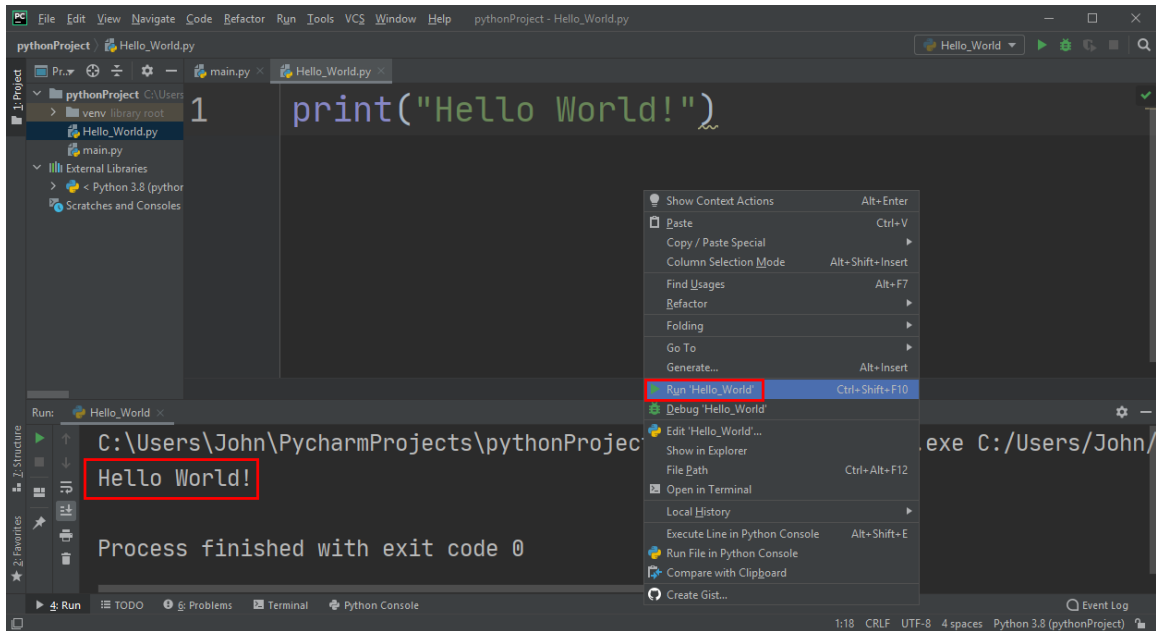 PC File Edit View Navigate Code Refactor Run Tools VCS Window Help pythonProject - Hello_World.py
pythonProject Hello_World.py Hello_World
1: Project
Pr.. main.py Hello_World.py
pythonProject C:\Users
venv library root
Hello_World.py
main.py
External Libraries
< Python 3.8 (pythor
Scratches and Consoles
1 print("Hello World!")
Show Context Actions Alt+Enter
Paste Ctrl+V
Copy / Paste Special
Column Selection Mode Alt+Shift+Insert
Find Usages Alt+F7
Refactor
Folding
Go To
Generate... Alt+Insert
Run 'Hello_World' Ctrl+Shift+F10
Debug 'Hello_World'
Edit 'Hello_World'...
Show in Explorer
File Path Ctrl+Alt+F12
Open in Terminal
Local History
Execute Line in Python Console Alt+Shift+E
Run File in Python Console
Compare with Clipboard
Create Gist...
Run: Hello_World
Z: Structure
2: Favorites
C:\Users\John\PycharmProjects\pythonProjec .exe C:/Users/John/
Hello World!
Process finished with exit code 0
4: Run TODO 6: Problems Terminal Python Console Event Log
1:18 CRLF UTF-8 4 spaces Python 3.8 (pythonProject)